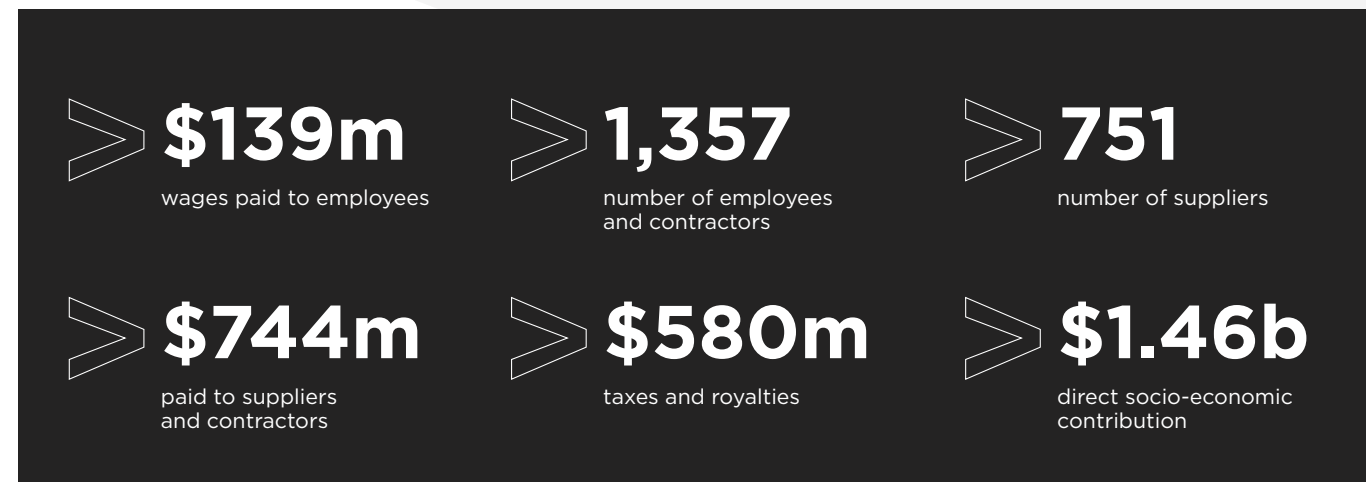 $139m
wages paid to employees
1,357
number of employees
and contractors
751
number of suppliers
$744m
paid to suppliers
and contractors
$580m
taxes and royalties
$1.46b
direct socio-economic
contribution